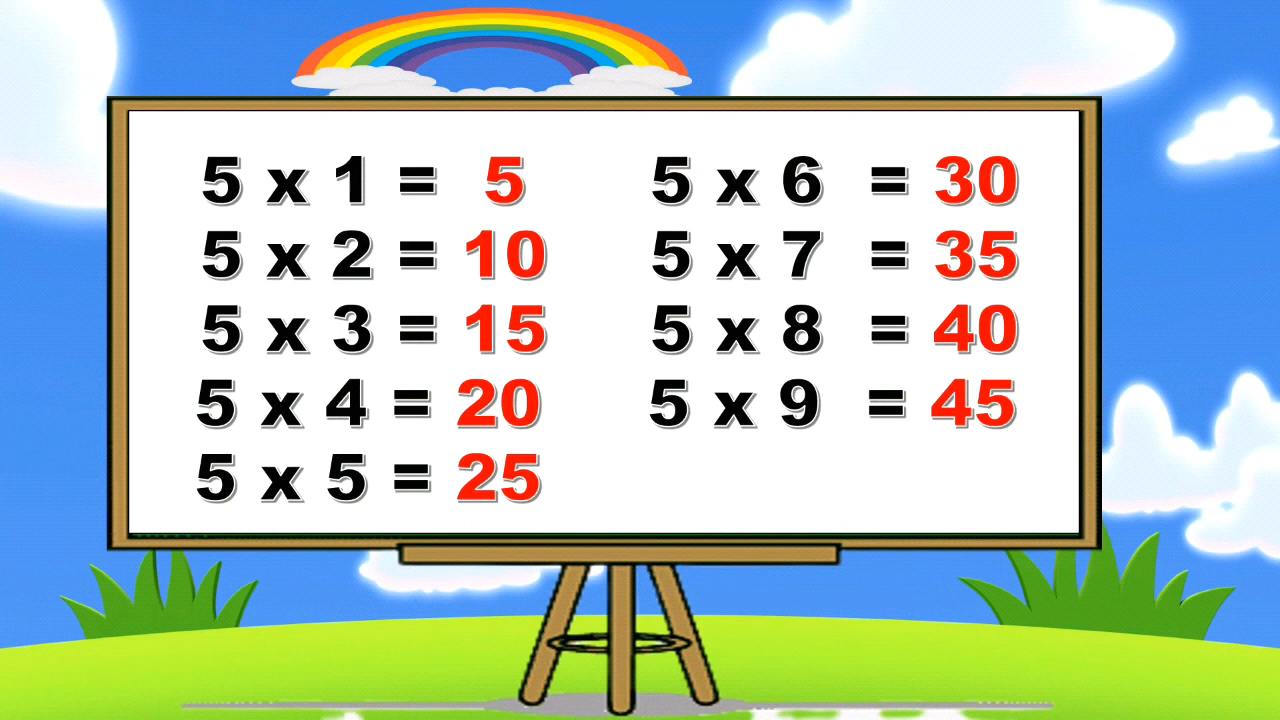 5 x 1 = 5
5 x 2 = 10
5 x 3 = 15
5 x 4 = 20
5 x 5 = 25
5 x 6 = 30
5 x 7 = 35
5 x 8 = 40
5 x 9 = 45